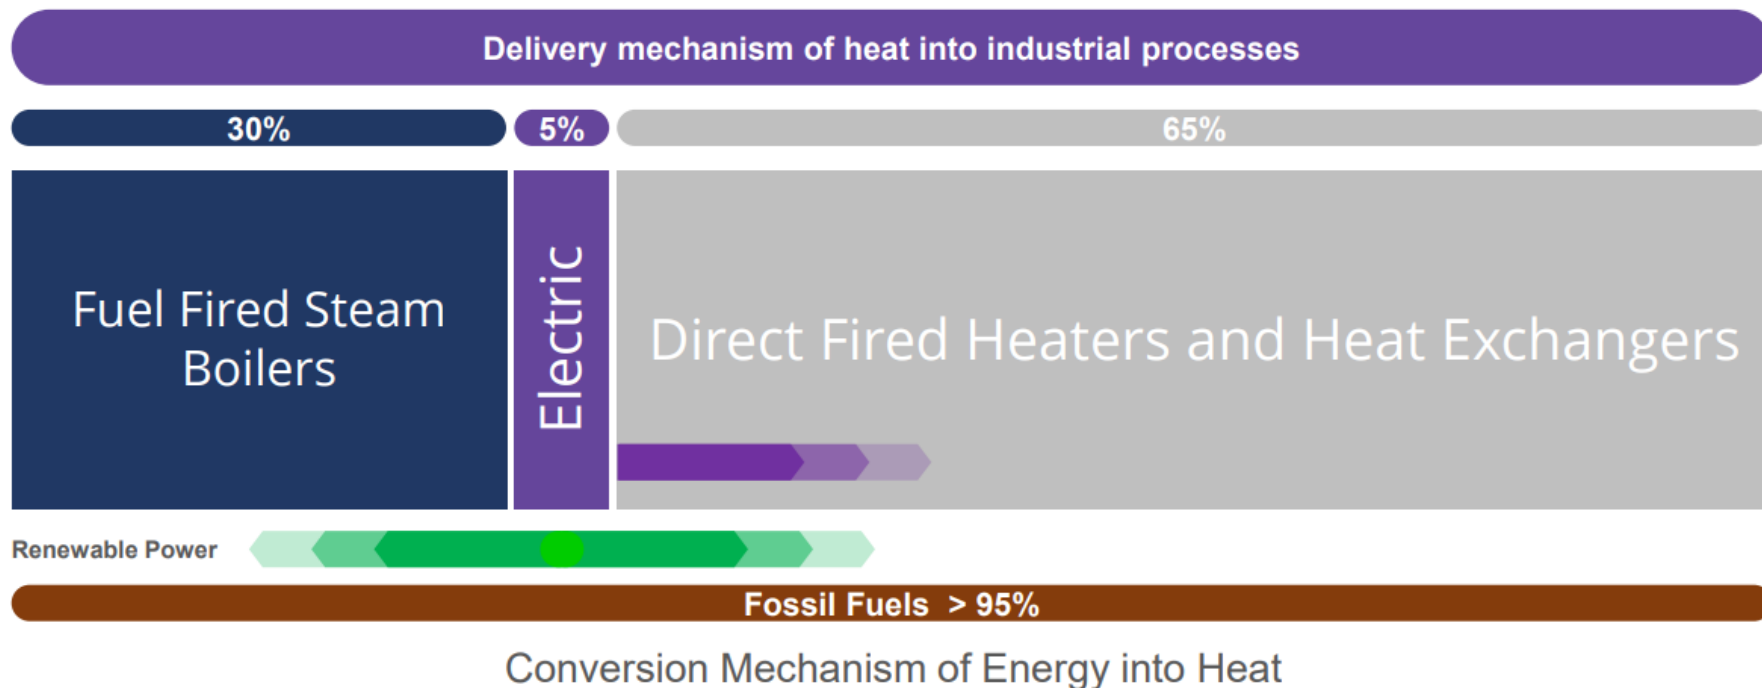 Delivery mechanism of heat into industrial processes
30%
5%
65%
Fuel Fired Steam
Boilers
Electric
Direct Fired Heaters and Heat Exchangers
Renewable Power
Fossil Fuels > 95%
Conversion Mechanism of Energy into Heat